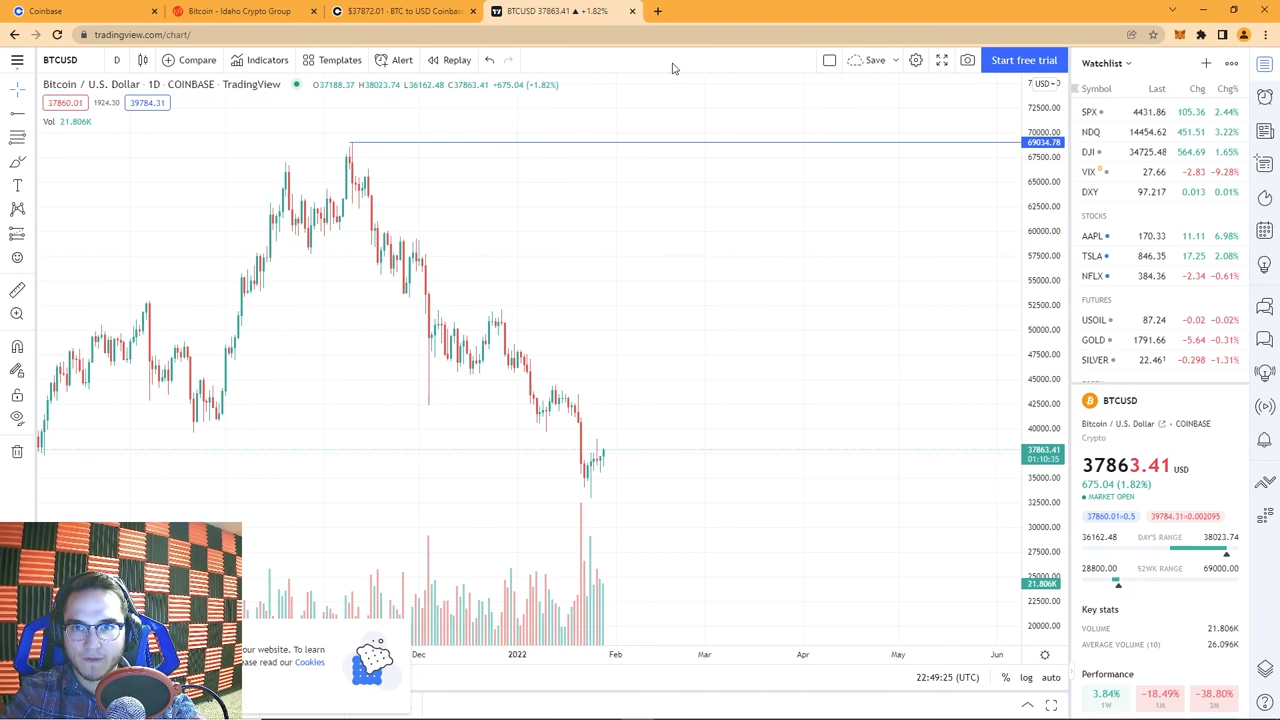 Coinbase
Bitcoin - Idaho Crypto Group
$37872.01 - BTC to USD Coinbas
BTCUSD 37863.41 ▲ +1.82%
tradingview.com/chart/
BTCUSD D Compare Indicators Templates Alert Replay Save Start free trial
Bitcoin / U.S. Dollar · 1D · COINBASE · TradingView O37188.37 H38023.74 L36162.48 C37863.41 +675.04 (+1.82%)
37860.01 1924.30 39784.31
Vol 21.806K
USD
72500.00
70000.00
69034.78
67500.00
65000.00
62500.00
60000.00
57500.00
55000.00
52500.00
50000.00
47500.00
45000.00
42500.00
40000.00
37863.41
01:10:35
35000.00
32500.00
30000.00
27500.00
21.806K
22500.00
20000.00
Dec 2022 Feb Mar Apr May Jun
22:49:25 (UTC) % log auto
our website. To learn
ease read our Cookies
Watchlist
Symbol Last Chg Chg%
SPX 4431.86 105.36 2.44%
NDQ 14454.62 451.51 3.22%
DJI 34725.48 564.69 1.65%
VIX D 27.66 −2.83 −9.28%
DXY 97.217 0.013 0.01%
STOCKS
AAPL 170.33 11.11 6.98%
TSLA 846.35 17.25 2.08%
NFLX 384.36 −2.34 −0.61%
FUTURES
USOIL 87.24 −0.02 −0.02%
GOLD 1791.66 −5.64 −0.31%
SILVER 22.46¹ −0.298 −1.31%
BTCUSD
Bitcoin / U.S. Dollar • COINBASE
Crypto
37863.41 USD
675.04 (1.82%)
MARKET OPEN
37860.01×0.5 39784.31×0.002095
36162.48 DAY'S RANGE 38023.74
28800.00 52WK RANGE 69000.00
Key stats
VOLUME 21.806K
AVERAGE VOLUME (10) 26.096K
Performance
3.84% −18.49% −38.80%
1W 1M 3M